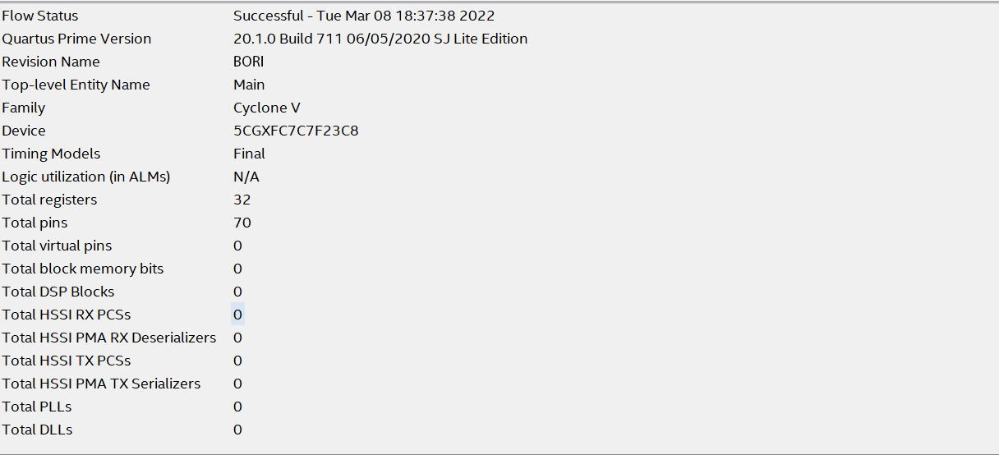 Flow Status Successful - Tue Mar 08 18:37:38 2022
Quartus Prime Version 20.1.0 Build 711 06/05/2020 SJ Lite Edition
Revision Name BORI
Top-level Entity Name Main
Family Cyclone V
Device 5CGXFC7C7F23C8
Timing Models Final
Logic utilization (in ALMs) N/A
Total registers 32
Total pins 70
Total virtual pins 0
Total block memory bits 0
Total DSP Blocks 0
Total HSSI RX PCSs 0
Total HSSI PMA RX Deserializers 0
Total HSSI TX PCSs 0
Total HSSI PMA TX Serializers 0
Total PLLs 0
Total DLLs 0